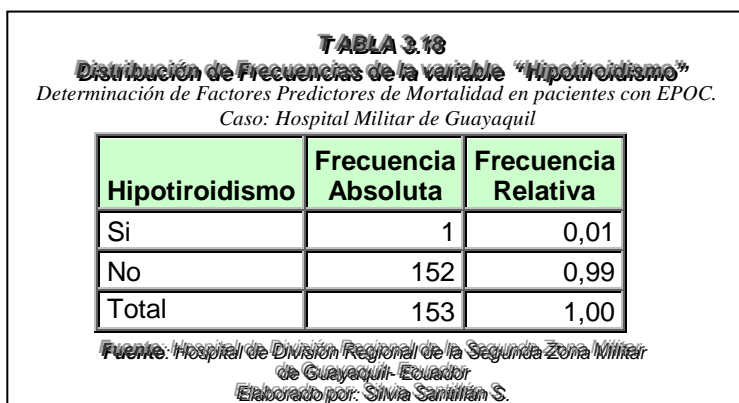 TABLA 3.18
Distribución de Frecuencias de la variable "Hipotiroidismo"
Determinación de Factores Predictores de Mortalidad en pacientes con EPOC.
Caso: Hospital Militar de Guayaquil
Hipotiroidismo Frecuencia Absoluta Frecuencia Relativa
Si 1 0,01
No 152 0,99
Total 153 1,00
Fuente: Hospital de División Regional de la Segunda Zona Militar
de Guayaquil- Ecuador
Elaborado por: Silvia Santillán S.